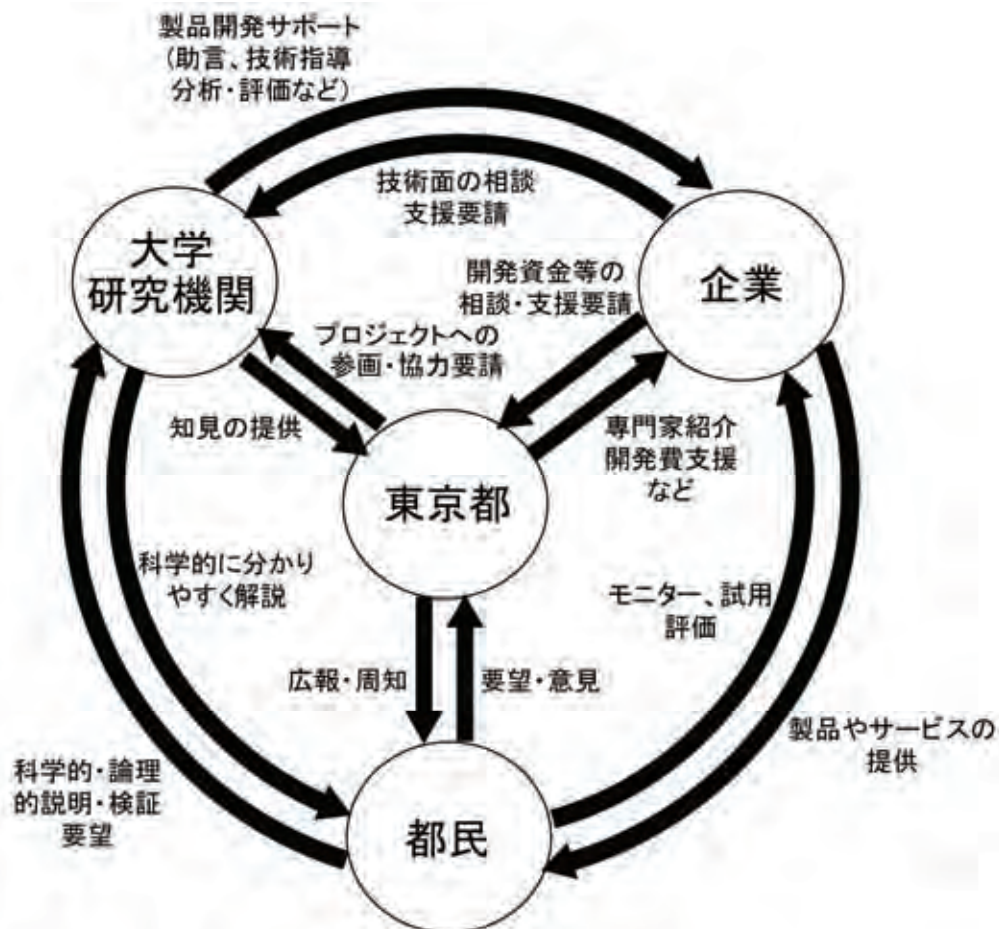 製品開発サポート
(助言、技術指導
分析・評価など)
技術面の相談
支援要請
大学
研究機関
企業
開発資金等の
相談・支援要請
プロジェクトへの
参画・協力要請
知見の提供
専門家紹介
開発費支援
など
東京都
科学的に分かり
やすく解説
モニター、試用
評価
広報・周知
要望・意見
製品やサービスの
提供
科学的・論理
的説明・検証
要望
都民